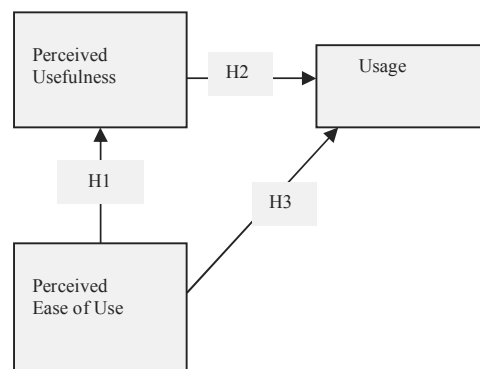 Perceived
Usefulness
H2
Usage
H1
H3
Perceived
Ease of Use